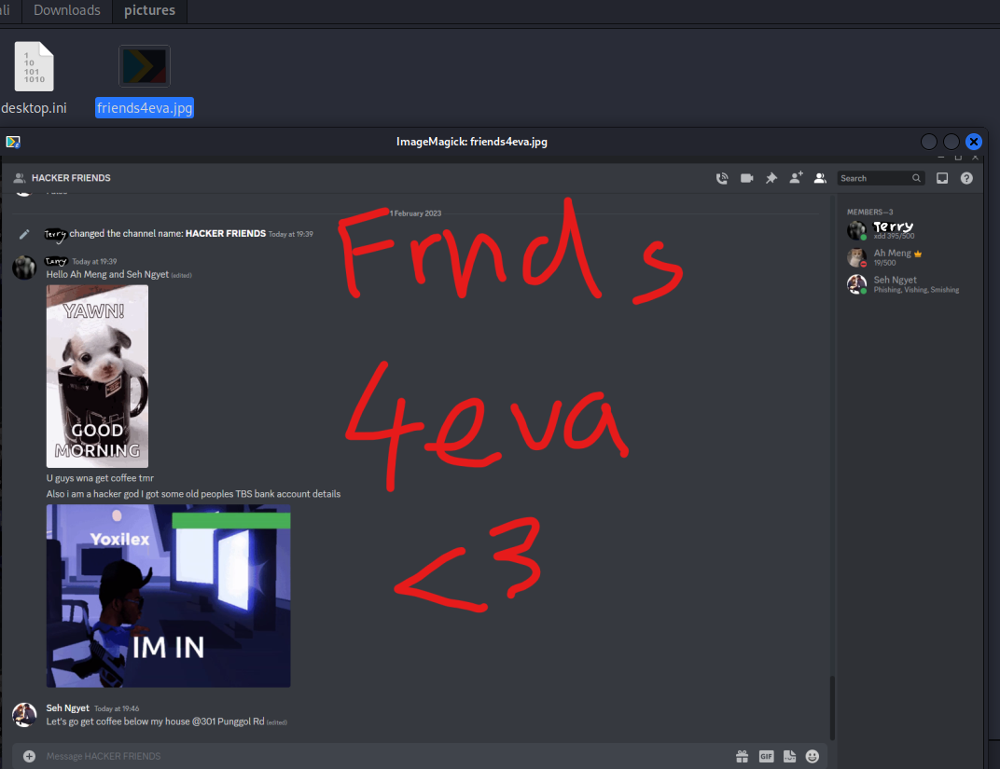 Downloads
pictures
1
10
101
1010
desktop.ini
friends4eva.jpg
ImageMagick: friends4eva.jpg
HACKER FRIENDS
Search
1 February 2023
Terry changed the channel name: HACKER FRIENDS Today at 19:39
Terry Today at 19:39
Hello Ah Meng and Seh Ngyet (edited)
YAWN!
GOOD
MORNING
U guys wna get coffee tmr
Also i am a hacker god I got some old peoples TBS bank account details
Yoxilex
IM IN
Seh Ngyet Today at 19:46
Let's go get coffee below my house @301 Punggol Rd (edited)
Message HACKER FRIENDS
GIF
Frnds
4eva
<3
MEMBERS—3
Terry
xdd 395/500
Ah Meng
19/500
Seh Ngyet
Phishing, Vishing, Smishing